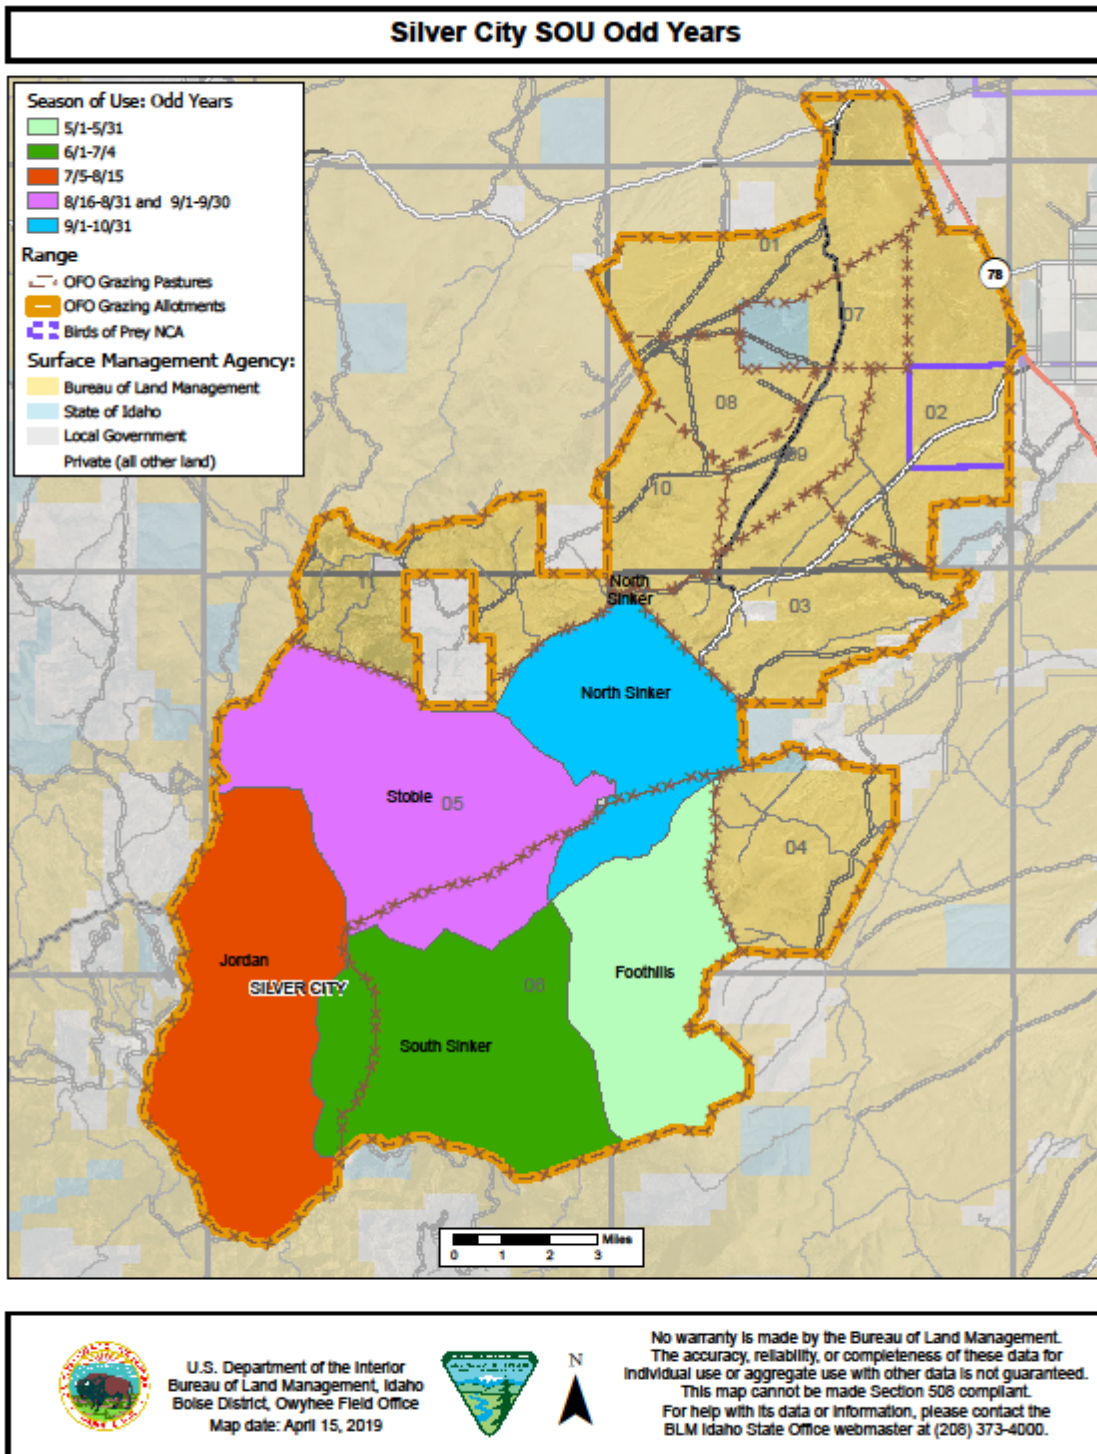 Silver City SOU Odd Years
Season of Use: Odd Years
5/1-5/31
6/1-7/4
7/5-8/15
8/16-8/31 and 9/1-9/30
9/1-10/31
Range
OFO Grazing Pastures
OFO Grazing Allotments
Birds of Prey NCA
Surface Management Agency:
Bureau of Land Management
State of Idaho
Local Government
Private (all other land)
01
78
07
08
02
09
10
11
North
Sinker
03
North Sinker
Stoble
05
04
Jordan
SILVER CITY
06
Foothills
South Sinker
Miles
0 1 2 3
U.S. Department of the Interior
Bureau of Land Management, Idaho
Boise District, Owyhee Field Office
Map date: April 15, 2019
N
No warranty is made by the Bureau of Land Management.
The accuracy, reliability, or completeness of these data for
individual use or aggregate use with other data is not guaranteed.
This map cannot be made Section 508 compliant.
For help with its data or information, please contact the
BLM Idaho State Office webmaster at (208) 373-4000.